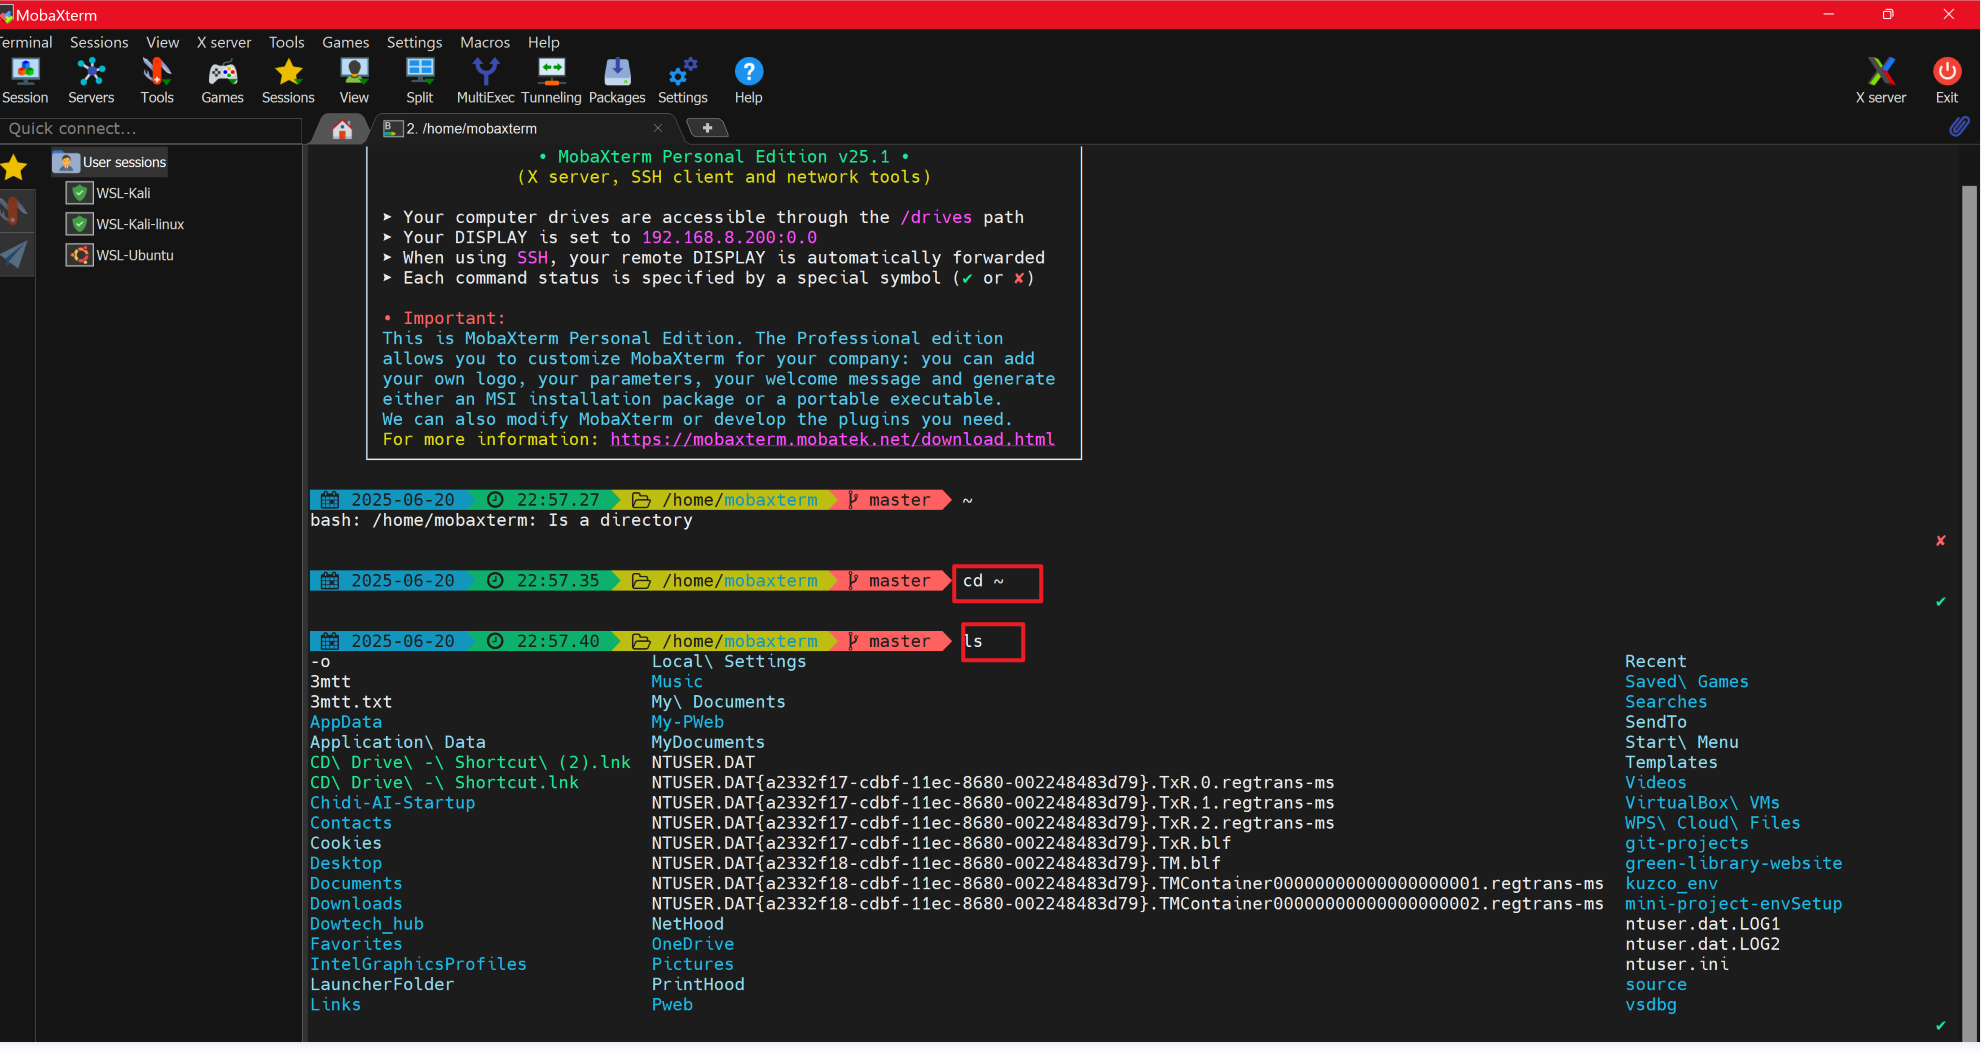 MobaXterm
Terminal Sessions View X server Tools Games Settings Macros Help
Session Servers Tools Games Sessions View Split MultiExec Tunneling Packages Settings Help X server Exit
Quick connect...
2. /home/mobaxterm
User sessions
WSL-Kali
WSL-Kali-linux
WSL-Ubuntu
• MobaXterm Personal Edition v25.1 •
(X server, SSH client and network tools)
➤ Your computer drives are accessible through the /drives path
➤ Your DISPLAY is set to 192.168.8.200:0.0
➤ When using SSH, your remote DISPLAY is automatically forwarded
➤ Each command status is specified by a special symbol (✔ or ✘)
• Important:
This is MobaXterm Personal Edition. The Professional edition
allows you to customize MobaXterm for your company: you can add
your own logo, your parameters, your welcome message and generate
either an MSI installation package or a portable executable.
We can also modify MobaXterm or develop the plugins you need.
For more information: https://mobaxterm.mobatek.net/download.html
2025-06-20 22:57.27 /home/mobaxterm master ~
bash: /home/mobaxterm: Is a directory
✘
2025-06-20 22:57.35 /home/mobaxterm master cd ~
✔
2025-06-20 22:57.40 /home/mobaxterm master ls
-o Local\ Settings Recent
3mtt Music Saved\ Games
3mtt.txt My\ Documents Searches
AppData My-PWeb SendTo
Application\ Data MyDocuments Start\ Menu
CD\ Drive\ -\ Shortcut\ (2).lnk NTUSER.DAT Templates
CD\ Drive\ -\ Shortcut.lnk NTUSER.DAT{a2332f17-cdbf-11ec-8680-002248483d79}.TxR.0.regtrans-ms Videos
Chidi-AI-Startup NTUSER.DAT{a2332f17-cdbf-11ec-8680-002248483d79}.TxR.1.regtrans-ms VirtualBox\ VMs
Contacts NTUSER.DAT{a2332f17-cdbf-11ec-8680-002248483d79}.TxR.2.regtrans-ms WPS\ Cloud\ Files
Cookies NTUSER.DAT{a2332f17-cdbf-11ec-8680-002248483d79}.TxR.blf git-projects
Desktop NTUSER.DAT{a2332f18-cdbf-11ec-8680-002248483d79}.TM.blf green-library-website
Documents NTUSER.DAT{a2332f18-cdbf-11ec-8680-002248483d79}.TMContainer00000000000000000001.regtrans-ms kuzco_env
Downloads NTUSER.DAT{a2332f18-cdbf-11ec-8680-002248483d79}.TMContainer00000000000000000002.regtrans-ms mini-project-envSetup
Dowtech_hub NetHood ntuser.dat.LOG1
Favorites OneDrive ntuser.dat.LOG2
IntelGraphicsProfiles Pictures ntuser.ini
LauncherFolder PrintHood source
Links Pweb vsdbg
✔